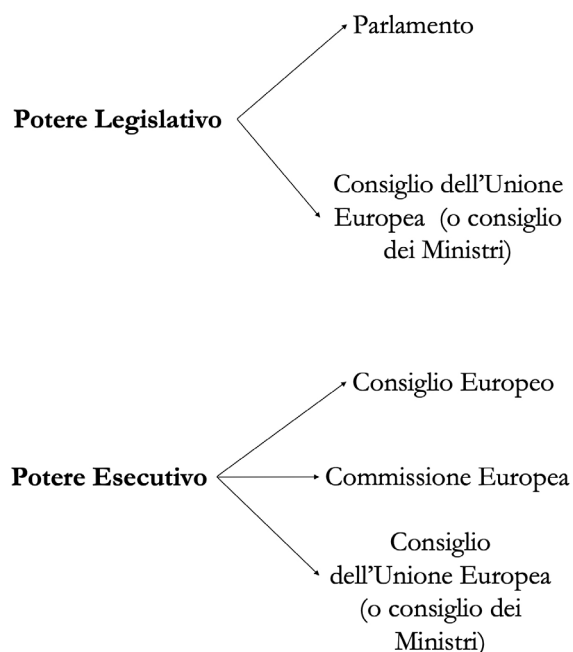 Parlamento
Potere Legislativo
Consiglio dell’Unione
Europea (o consiglio
dei Ministri)
Consiglio Europeo
Potere Esecutivo
Commissione Europea
Consiglio
dell’Unione Europea
(o consiglio dei
Ministri)